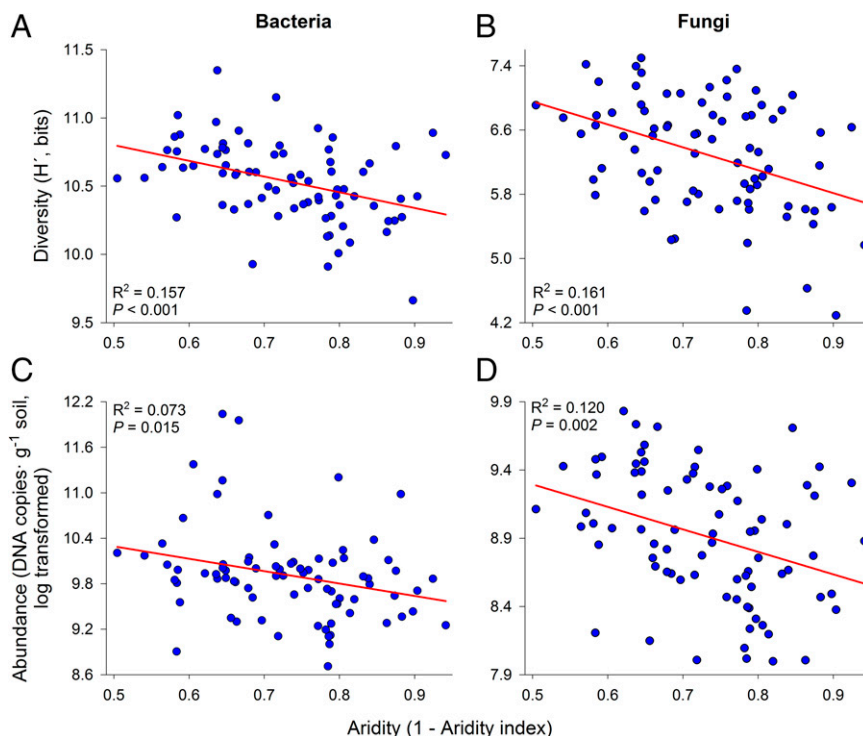 A
Bacteria
B
Fungi
Diversity (H´, bits)
11.5
11.0
10.5
10.0
9.5
R² = 0.157
P < 0.001
0.5 0.6 0.7 0.8 0.9
7.4
6.6
5.8
5.0
4.2
R² = 0.161
P < 0.001
0.5 0.6 0.7 0.8 0.9
C
D
Abundance (DNA copies· g⁻¹ soil,
log transformed)
12.2
11.6
11.0
10.4
9.8
9.2
8.6
R² = 0.073
P = 0.015
0.5 0.6 0.7 0.8 0.9
9.9
9.4
8.9
8.4
7.9
R² = 0.120
P = 0.002
0.5 0.6 0.7 0.8 0.9
Aridity (1 - Aridity index)